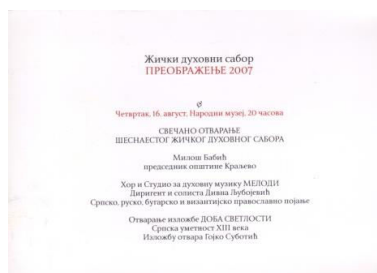 Жички духовни сабор
ПРЕОБРАЖЕЊЕ 2007
Четвртак, 16. август, Народни музеј, 20 часова
СВЕЧАНО ОТВАРАЊЕ
ШЕСНАЕСТОГ ЖИЧКОГ ДУХОВНОГ САБОРА
Милош Бабић
председник општине Краљево
Хор и Студио за духовну музику МЕЛОДИ
Диригент и солиста Дивна Љубојевић
Српско, руско, бугарско и византијско православно појање
Отварање изложбе ДОБА СВЕТЛОСТИ
Српска уметност XIII века
Изложбу отвара Гојко Суботић